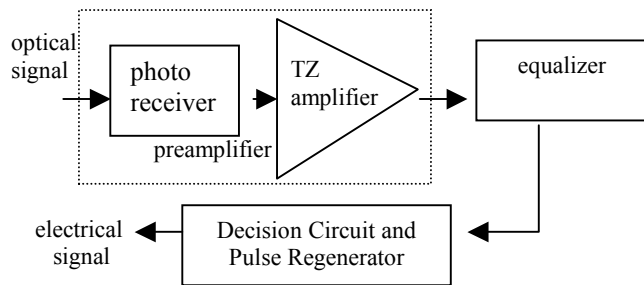 optical
signal
photo
receiver
preamplifier
TZ
amplifier
equalizer
electrical
signal
Decision Circuit and
Pulse Regenerator